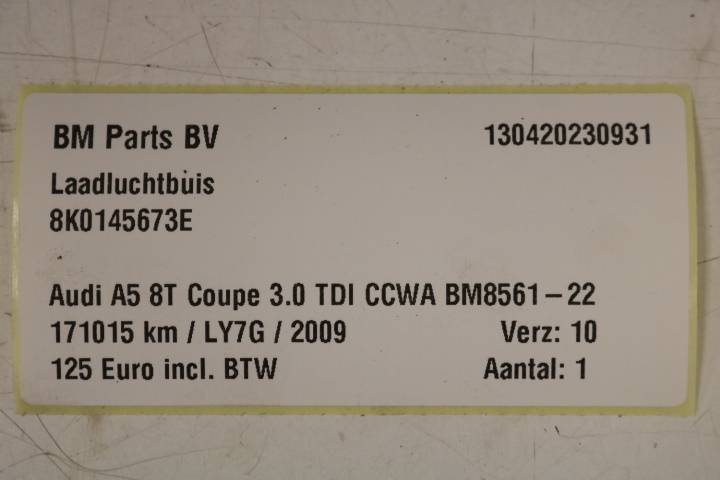 BM Parts BV 130420230931
Laadluchtbuis
8K0145673E
Audi A5 8T Coupe 3.0 TDI CCWA BM8561-22
171015 km / LY7G / 2009 Verz: 10
125 Euro incl. BTW Aantal: 1